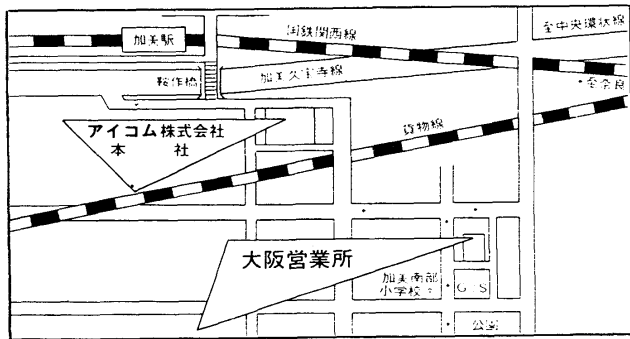 国鉄関西線
至中央環状線
加美駅
鞍作橋
加美久宝寺線
至奈良
アイコム株式会社
本社
貨物線
大阪営業所
加美南部
小学校
G・S
公園